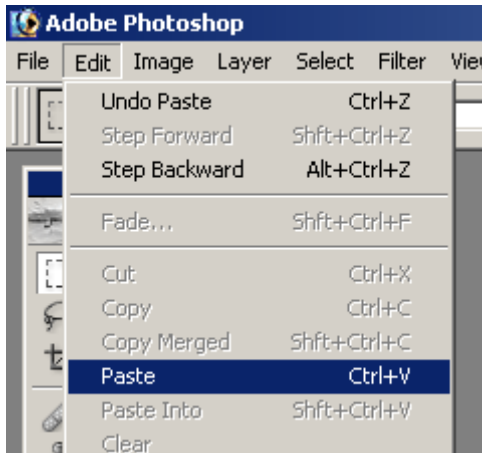 Adobe Photoshop
File Edit Image Layer Select Filter
Undo Paste Ctrl+Z
Step Forward Shft+Ctrl+Z
Step Backward Alt+Ctrl+Z
Fade... Shft+Ctrl+F
Cut Ctrl+X
Copy Ctrl+C
Copy Merged Shft+Ctrl+C
Paste Ctrl+V
Paste Into Shft+Ctrl+V
Clear